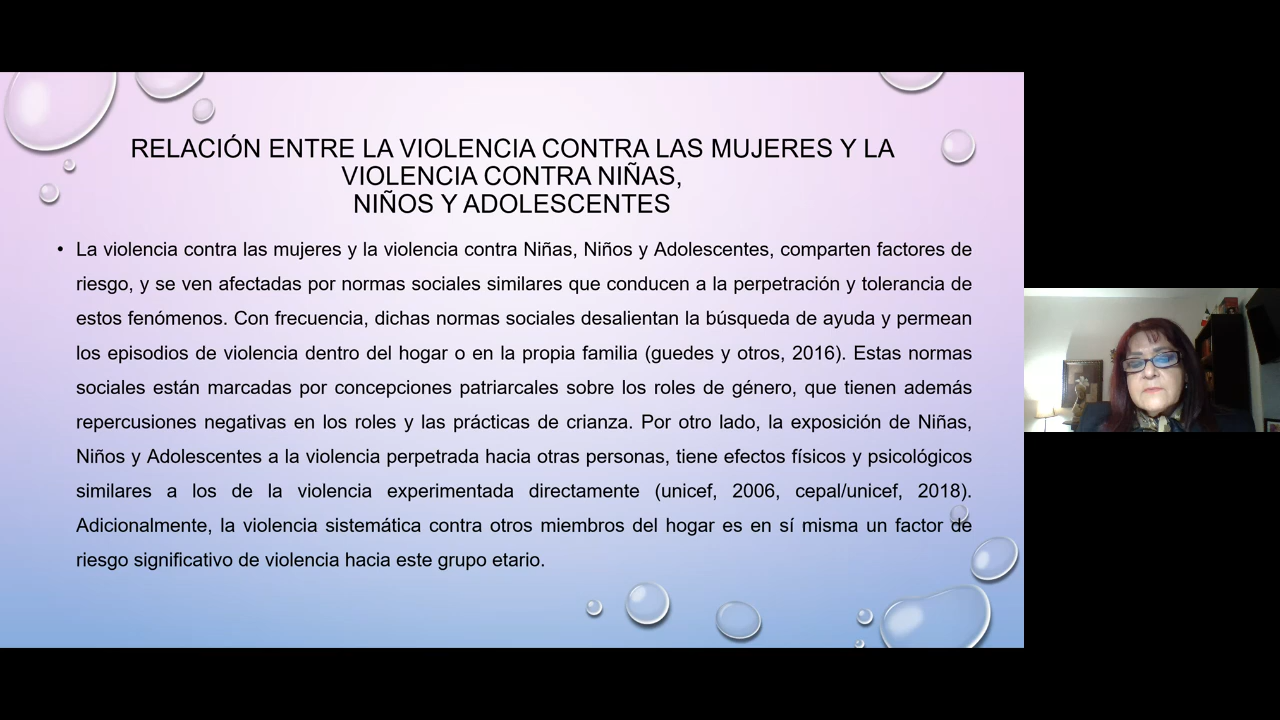 RELACIÓN ENTRE LA VIOLENCIA CONTRA LAS MUJERES Y LA
VIOLENCIA CONTRA NIÑAS,
NIÑOS Y ADOLESCENTES
• La violencia contra las mujeres y la violencia contra Niñas, Niños y Adolescentes, comparten factores de
riesgo, y se ven afectadas por normas sociales similares que conducen a la perpetración y tolerancia de
estos fenómenos. Con frecuencia, dichas normas sociales desalientan la búsqueda de ayuda y permean
los episodios de violencia dentro del hogar o en la propia familia (guedes y otros, 2016). Estas normas
sociales están marcadas por concepciones patriarcales sobre los roles de género, que tienen además
repercusiones negativas en los roles y las prácticas de crianza. Por otro lado, la exposición de Niñas,
Niños y Adolescentes a la violencia perpetrada hacia otras personas, tiene efectos físicos y psicológicos
similares a los de la violencia experimentada directamente (unicef, 2006, cepal/unicef, 2018).
Adicionalmente, la violencia sistemática contra otros miembros del hogar es en sí misma un factor de
riesgo significativo de violencia hacia este grupo etario.